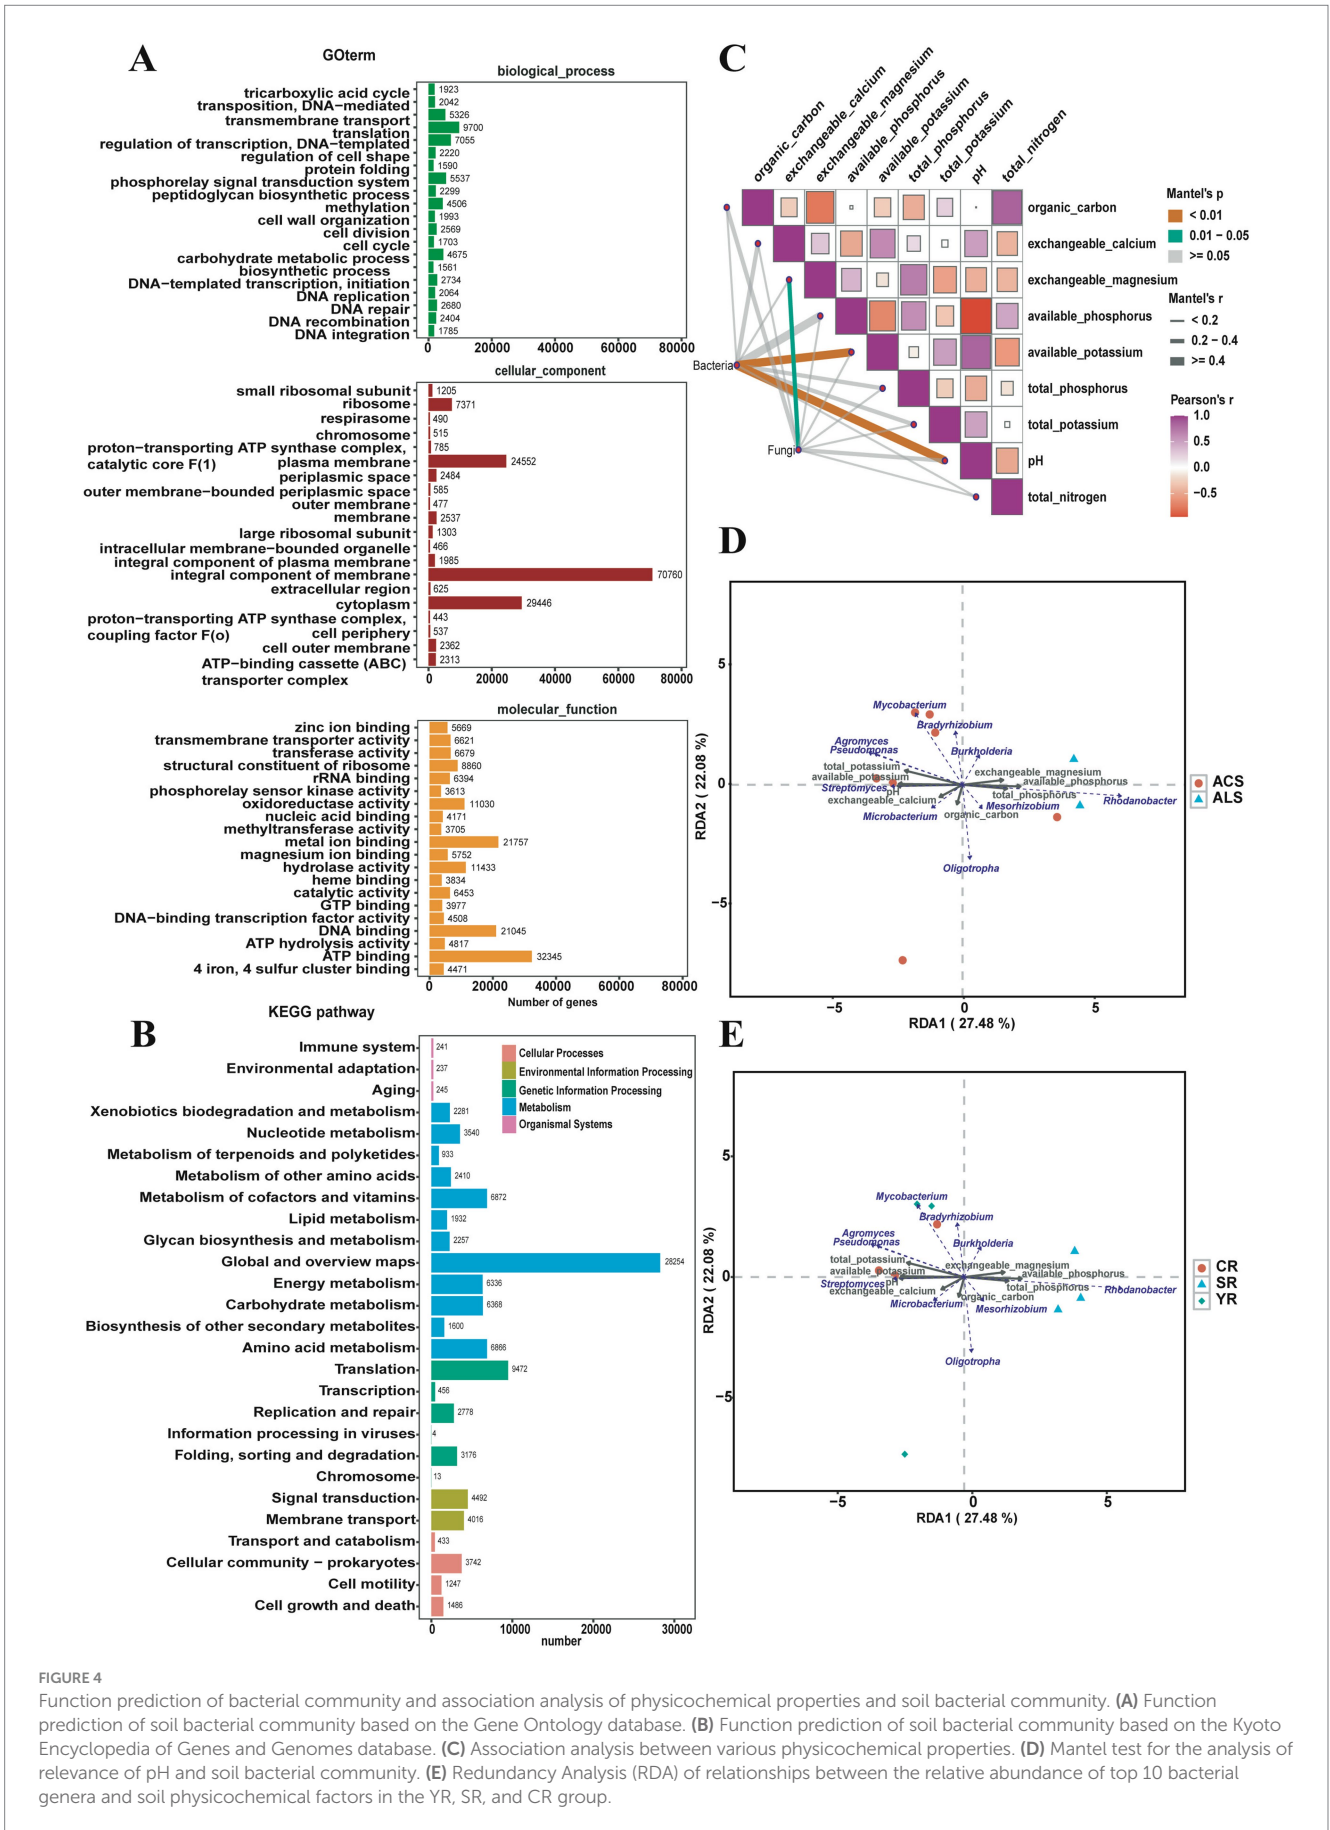 A
GOterm
biological_process
tricarboxylic acid cycle 1923
transposition, DNA−mediated 2042
transmembrane transport 5326
translation 9700
regulation of transcription, DNA−templated 7055
regulation of cell shape 2220
protein folding 1590
phosphorelay signal transduction system 5537
peptidoglycan biosynthetic process 2299
methylation 4506
cell wall organization 1993
cell division 2569
cell cycle 1703
carbohydrate metabolic process 4675
biosynthetic process 1561
DNA−templated transcription, initiation 2734
DNA replication 2064
DNA repair 2680
DNA recombination 2404
DNA integration 1785
0 20000 40000 60000 80000
cellular_component
small ribosomal subunit 1205
ribosome 7371
respirasome 490
chromosome 515
proton−transporting ATP synthase complex, 785
catalytic core F(1)
plasma membrane 24552
periplasmic space 2484
outer membrane−bounded periplasmic space 585
outer membrane 477
membrane 2537
large ribosomal subunit 1303
intracellular membrane−bounded organelle 466
integral component of plasma membrane 1985
integral component of membrane 70760
extracellular region 625
cytoplasm 29446
proton−transporting ATP synthase complex, 443
coupling factor F(o)
cell periphery 537
cell outer membrane 2362
ATP−binding cassette (ABC) 2313
transporter complex
0 20000 40000 60000 80000
molecular_function
zinc ion binding 5669
transmembrane transporter activity 6621
transferase activity 6679
structural constituent of ribosome 8860
rRNA binding 6394
phosphorelay sensor kinase activity 3613
oxidoreductase activity 11030
nucleic acid binding 4171
methyltransferase activity 3705
metal ion binding 21757
magnesium ion binding 5752
hydrolase activity 11433
heme binding 3834
catalytic activity 6453
GTP binding 3977
DNA−binding transcription factor activity 4508
DNA binding 21045
ATP hydrolysis activity 4817
ATP binding 32345
4 iron, 4 sulfur cluster binding 4471
0 20000 40000 60000 80000
Number of genes
KEGG pathway
B
Immune system 241
Environmental adaptation 237
Aging 245
Xenobiotics biodegradation and metabolism 2281
Nucleotide metabolism 3540
Metabolism of terpenoids and polyketides 933
Metabolism of other amino acids 2410
Metabolism of cofactors and vitamins 6872
Lipid metabolism 1932
Glycan biosynthesis and metabolism 2257
Global and overview maps 28254
Energy metabolism 6336
Carbohydrate metabolism 6368
Biosynthesis of other secondary metabolites 1600
Amino acid metabolism 6866
Translation 9472
Transcription 456
Replication and repair 2778
Information processing in viruses 4
Folding, sorting and degradation 3176
Chromosome 13
Signal transduction 4492
Membrane transport 4016
Transport and catabolism 433
Cellular community − prokaryotes 3742
Cell motility 1247
Cell growth and death 1486
0 10000 20000 30000
number
Cellular Processes
Environmental Information Processing
Genetic Information Processing
Metabolism
Organismal Systems
C
organic_carbon
exchangeable_calcium
exchangeable_magnesium
available_phosphorus
available_potassium
total_phosphorus
total_potassium
pH
total_nitrogen
organic_carbon
exchangeable_calcium
exchangeable_magnesium
available_phosphorus
available_potassium
total_phosphorus
total_potassium
pH
total_nitrogen
Bacteria
Fungi
Mantel's p
< 0.01
0.01 − 0.05
>= 0.05
Mantel's r
< 0.2
0.2 − 0.4
>= 0.4
Pearson's r
1.0
0.5
0.0
−0.5
D
Mycobacterium
Bradyrhizobium
Agromyces
Pseudomonas
Burkholderia
total_potassium
exchangeable_magnesium
available_potassium
available_phosphorus
Streptomyces
pH
total_phosphorus
Rhodanobacter
exchangeable_calcium
Mesorhizobium
Microbacterium
organic_carbon
Oligotropha
5
0
−5
RDA2 ( 22.08 %)
−5 0 5
RDA1 ( 27.48 %)
ACS
ALS
E
Mycobacterium
Bradyrhizobium
Agromyces
Pseudomonas
Burkholderia
total_potassium
exchangeable_magnesium
available_potassium
available_phosphorus
Streptomyces
pH
total_phosphorus
Rhodanobacter
exchangeable_calcium
organic_carbon
Microbacterium
Mesorhizobium
Oligotropha
5
0
−5
RDA2 ( 22.08 %)
−5 0 5
RDA1 ( 27.48 %)
CR
SR
YR
FIGURE 4
Function prediction of bacterial community and association analysis of physicochemical properties and soil bacterial community. (A) Function
prediction of soil bacterial community based on the Gene Ontology database. (B) Function prediction of soil bacterial community based on the Kyoto
Encyclopedia of Genes and Genomes database. (C) Association analysis between various physicochemical properties. (D) Mantel test for the analysis of
relevance of pH and soil bacterial community. (E) Redundancy Analysis (RDA) of relationships between the relative abundance of top 10 bacterial
genera and soil physicochemical factors in the YR, SR, and CR group.